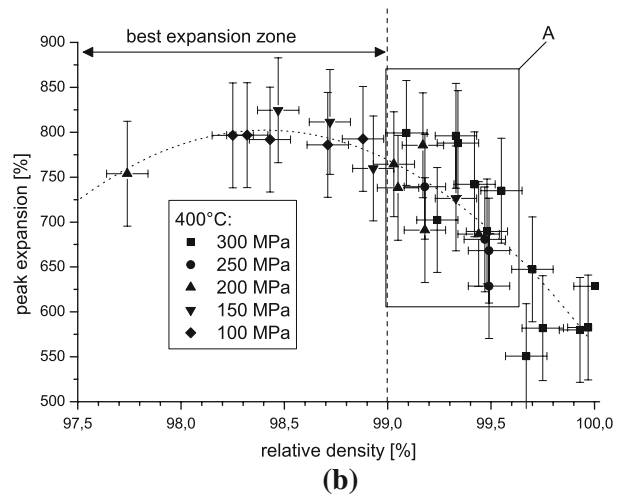 best expansion zone
A
900
850
800
750
700
650
600
550
500
peak expansion [%]
400°C:
300 MPa
250 MPa
200 MPa
150 MPa
100 MPa
97,5
98,0
98,5
99,0
99,5
100,0
relative density [%]
(b)